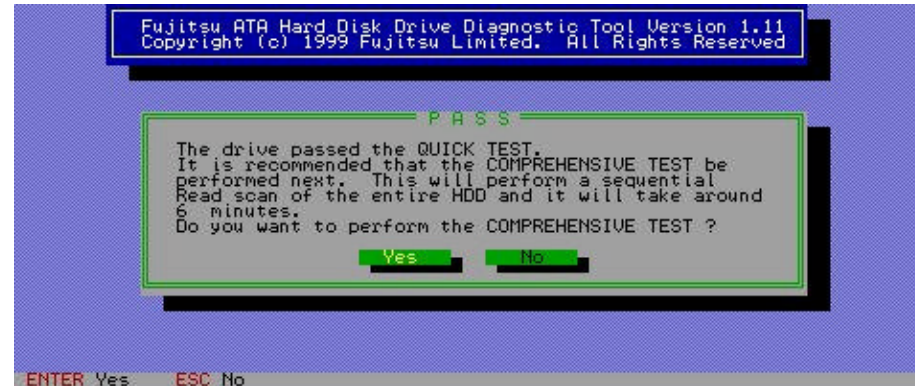 Fujitsu ATA Hard Disk Drive Diagnostic Tool Version 1.11
Copyright (c) 1999 Fujitsu Limited. All Rights Reserved
P A S S
The drive passed the QUICK TEST.
It is recommended that the COMPREHENSIVE TEST be
performed next. This will perform a sequential
Read scan of the entire HDD and it will take around
6 minutes.
Do you want to perform the COMPREHENSIVE TEST ?
Yes No
ENTER Yes ESC No